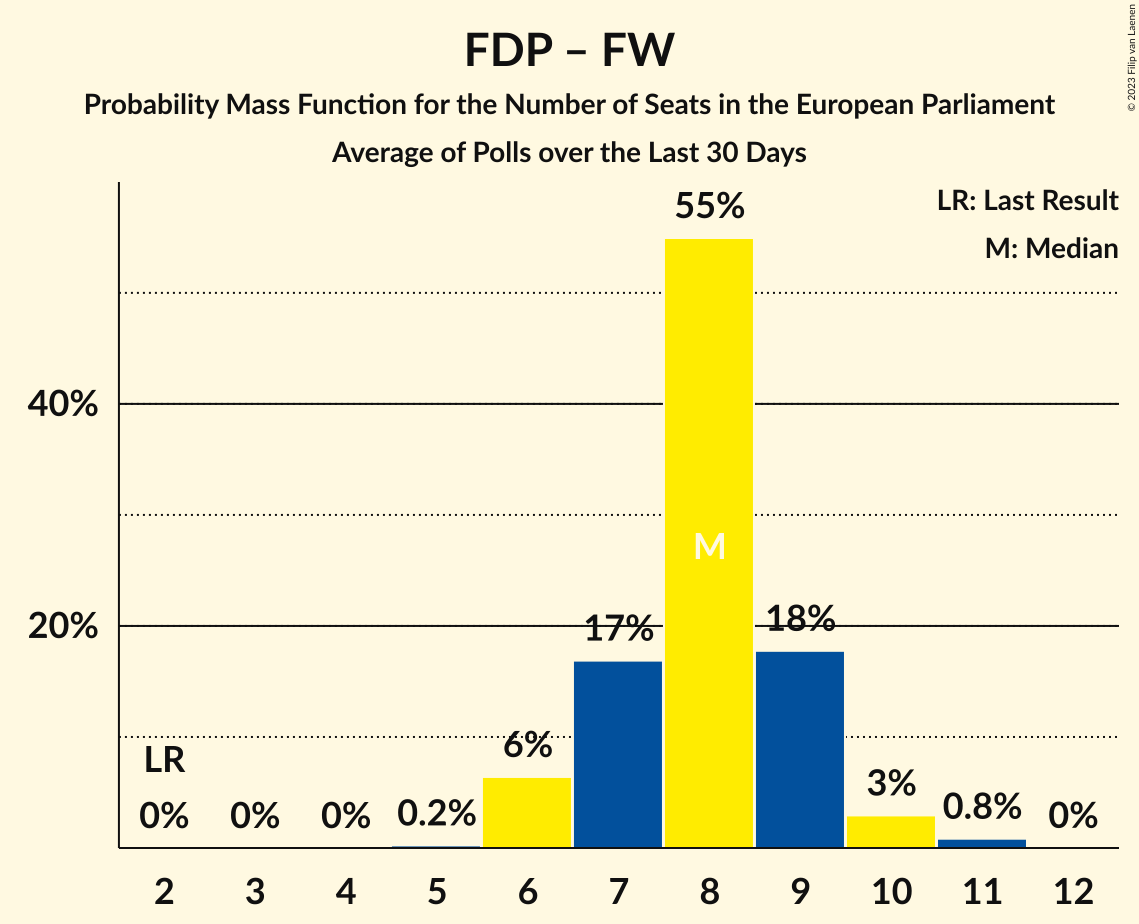 FDP – FW
Probability Mass Function for the Number of Seats in the European Parliament
Average of Polls over the Last 30 Days
© 2023 Filip van Laenen
LR: Last Result
M: Median
55%
40%
M
20%
17%
18%
LR
6%
3%
0%
0%
0%
0.2%
0.8%
0%
2 3 4 5 6 7 8 9 10 11 12